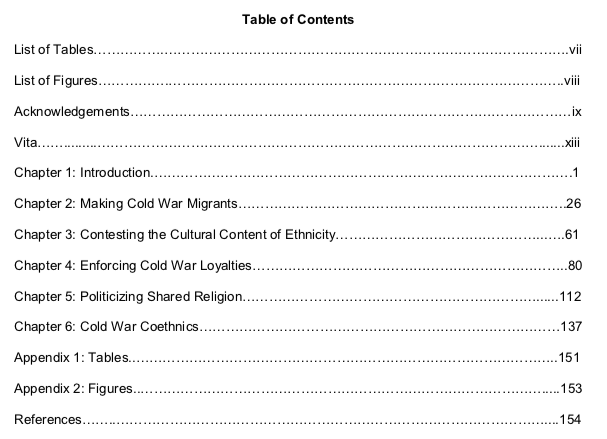 Table of Contents
List of Tables……………………………………………………………………………………………….vii
List of Figures………………………………………………………………………………………………viii
Acknowledgements…………………………………………………………………………………………ix
Vita……………………………………………………………………………………………………………xiii
Chapter 1: Introduction………………………………………………………………………………………1
Chapter 2: Making Cold War Migrants…………………………………………………………………….26
Chapter 3: Contesting the Cultural Content of Ethnicity…………………………………………………61
Chapter 4: Enforcing Cold War Loyalties………………………………………………………………….80
Chapter 5: Politicizing Shared Religion……………………………………………………………………112
Chapter 6: Cold War Coethnics……………………………………………………………………………137
Appendix 1: Tables…………………………………………………………………………………………151
Appendix 2: Figures…………………………………………………………………………………………153
References……………………………………………………………………………………………………154